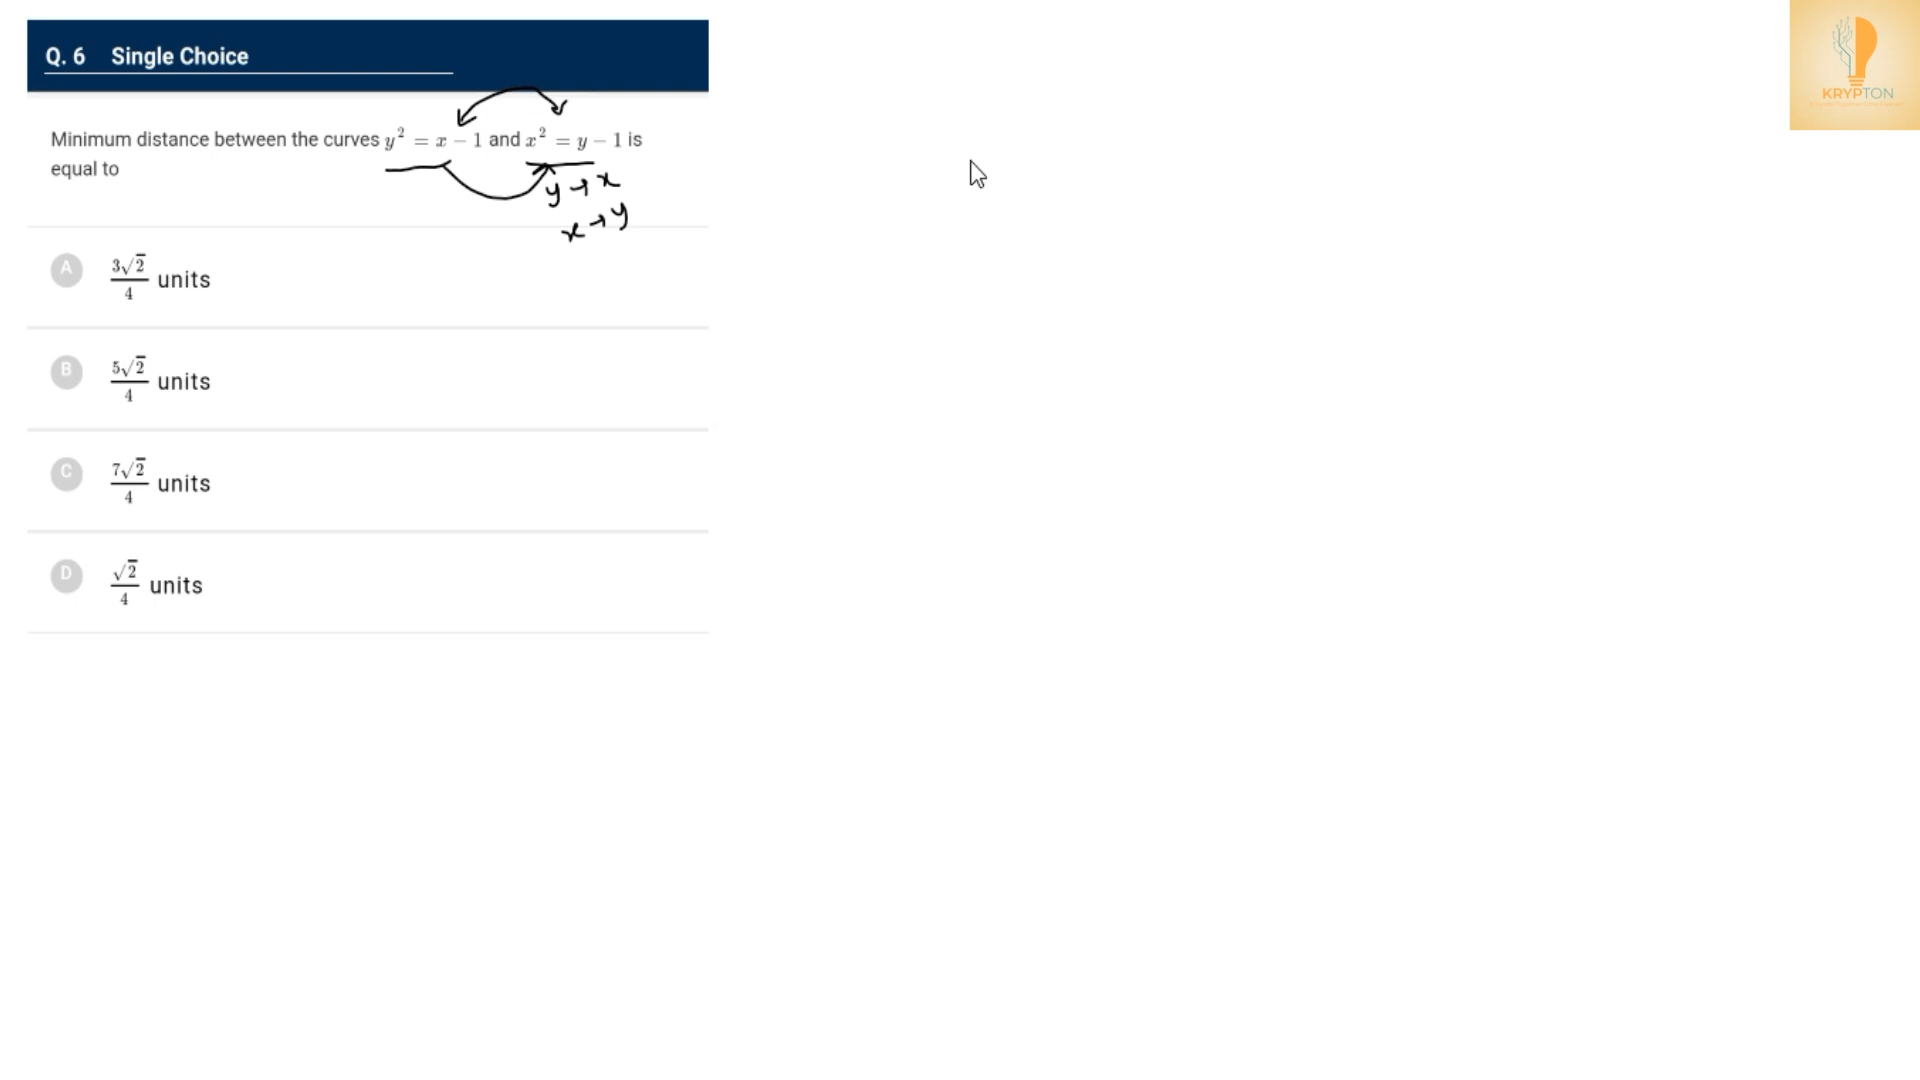 Q. 6 Single Choice
KRYPTON
Minimum distance between the curves y² = x − 1 and x² = y − 1 is
equal to
y → x
x → y
A 3√2/4 units
B 5√2/4 units
C 7√2/4 units
D √2/4 units